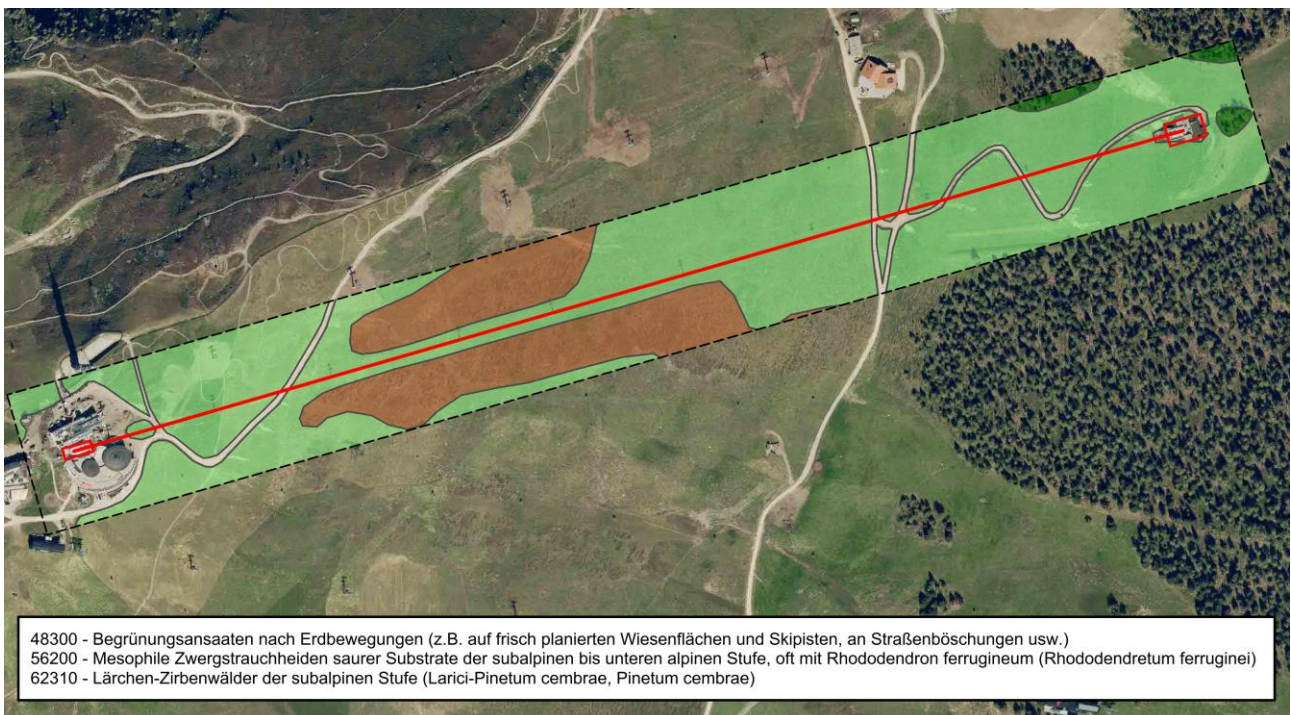 48300 - Begrünungsansaaten nach Erdbewegungen (z.B. auf frisch planierten Wiesenflächen und Skipisten, an Straßenböschungen usw.)
56200 - Mesophile Zwergstrauchheiden saurer Substrate der subalpinen bis unteren alpinen Stufe, oft mit Rhododendron ferrugineum (Rhododendretum ferruginei)
62310 - Lärchen-Zirbenwälder der subalpinen Stufe (Larici-Pinetum cembrae, Pinetum cembrae)